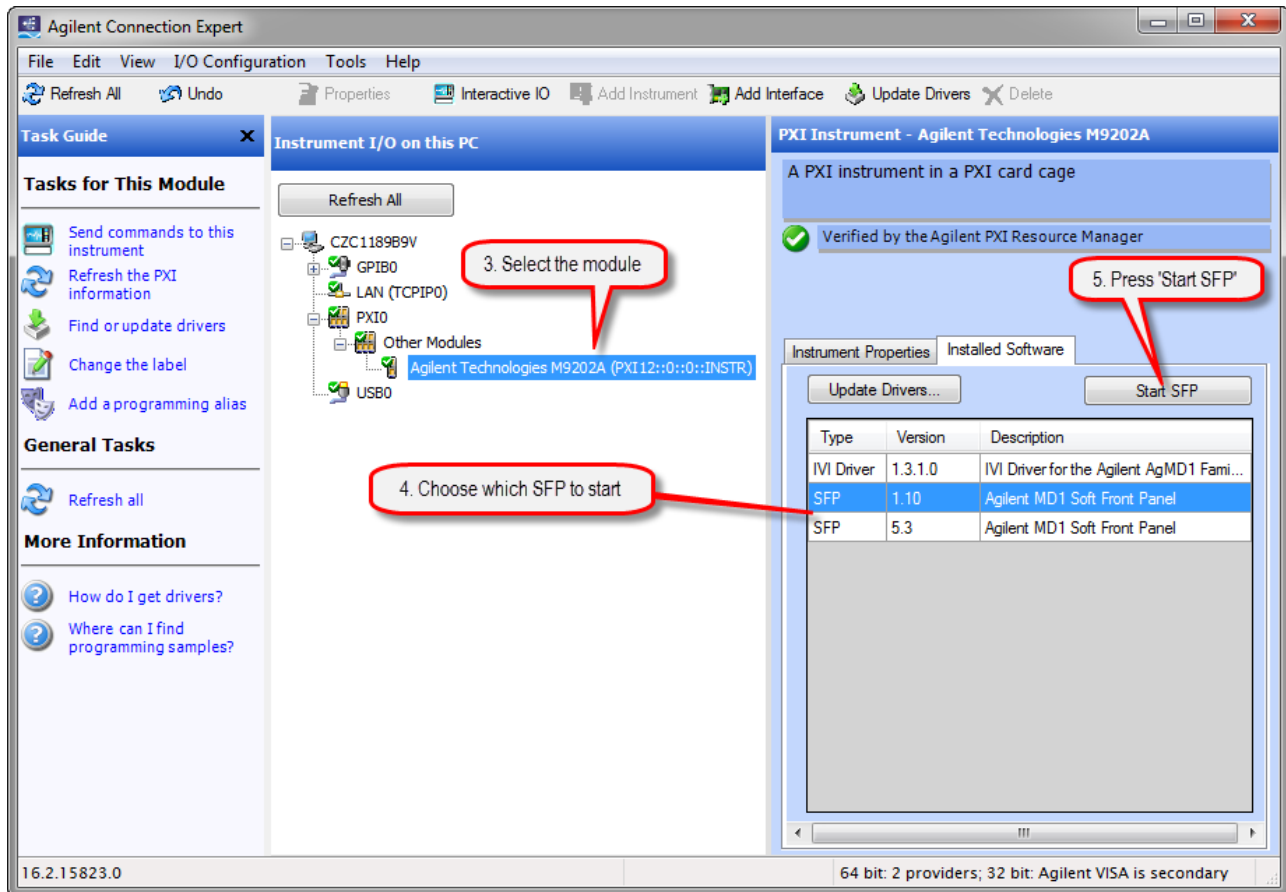 Agilent Connection Expert
File Edit View I/O Configuration Tools Help
Refresh All Undo Properties Interactive IO Add Instrument Add Interface Update Drivers Delete
Task Guide
Tasks for This Module
Send commands to this
instrument
Refresh the PXI
information
Find or update drivers
Change the label
Add a programming alias
General Tasks
Refresh all
More Information
How do I get drivers?
Where can I find
programming samples?
Instrument I/O on this PC
Refresh All
CZC1189B9V
GPIB0
LAN (TCPIP0)
PXI0
Other Modules
Agilent Technologies M9202A (PXI12::0::0::INSTR)
USB0
3. Select the module
4. Choose which SFP to start
PXI Instrument - Agilent Technologies M9202A
A PXI instrument in a PXI card cage
Verified by the Agilent PXI Resource Manager
5. Press 'Start SFP'
Instrument Properties Installed Software
Update Drivers... Start SFP
Type Version Description
IVI Driver 1.3.1.0 IVI Driver for the Agilent AgMD1 Fami...
SFP 1.10 Agilent MD1 Soft Front Panel
SFP 5.3 Agilent MD1 Soft Front Panel
16.2.15823.0 64 bit: 2 providers; 32 bit: Agilent VISA is secondary